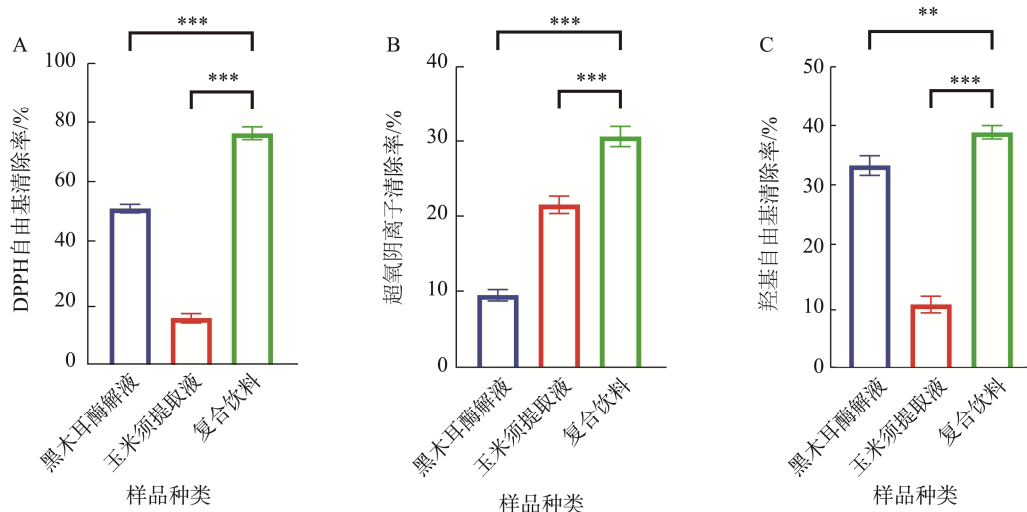 A
DPPH自由基清除率/%
100
80
60
40
20
0
***
***
黑木耳酶解液
玉米须提取液
复合饮料
样品种类
B
超氧阴离子清除率/%
40
30
20
10
0
***
***
黑木耳酶解液
玉米须提取液
复合饮料
样品种类
C
羟基自由基清除率/%
50
40
30
20
10
0
**
***
黑木耳酶解液
玉米须提取液
复合饮料
样品种类